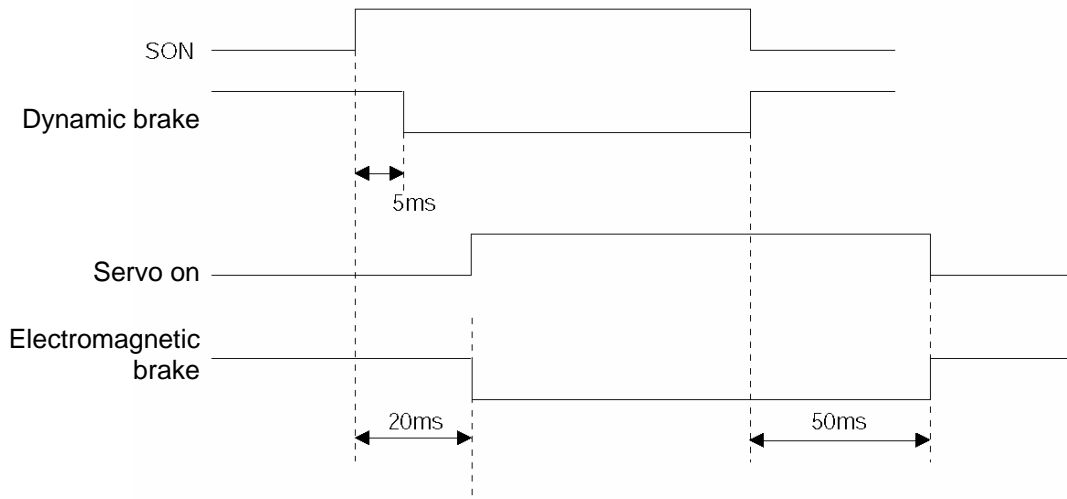 SON
Dynamic brake
5ms
Servo on
Electromagnetic
brake
20ms
50ms